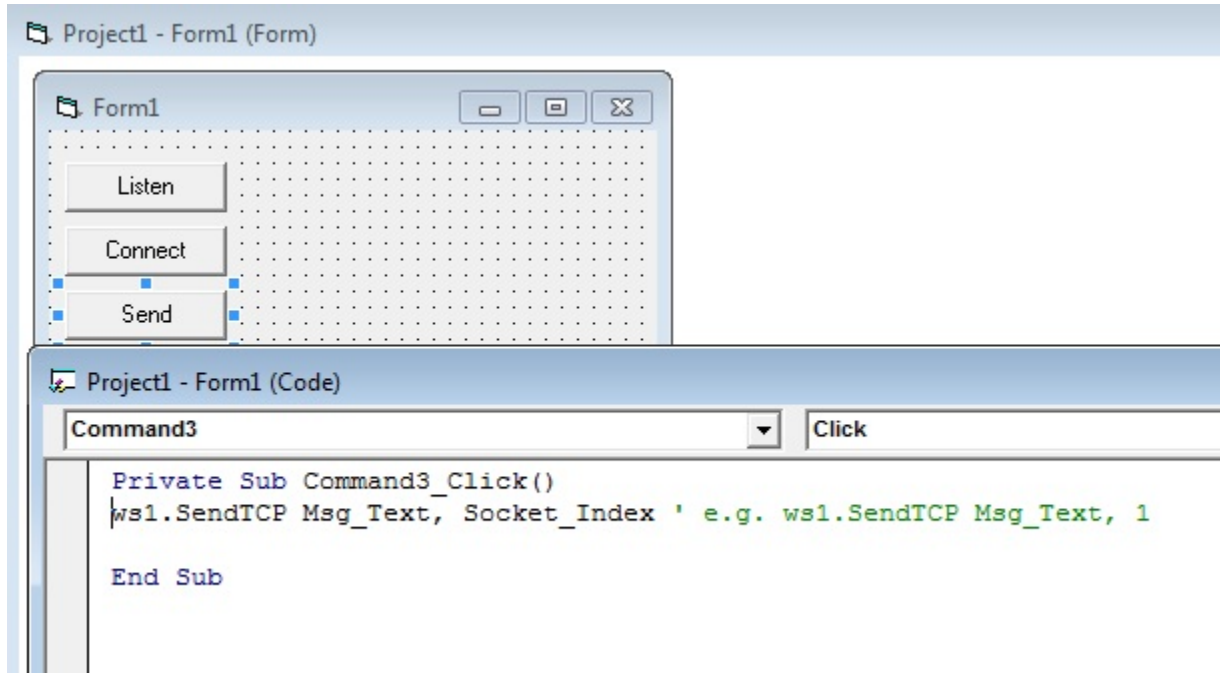 Project1 - Form1 (Form)
Form1
Listen
Connect
Send
Project1 - Form1 (Code)
Command3 Click
Private Sub Command3_Click()
ws1.SendTCP Msg_Text, Socket_Index ' e.g. ws1.SendTCP Msg_Text, 1
End Sub